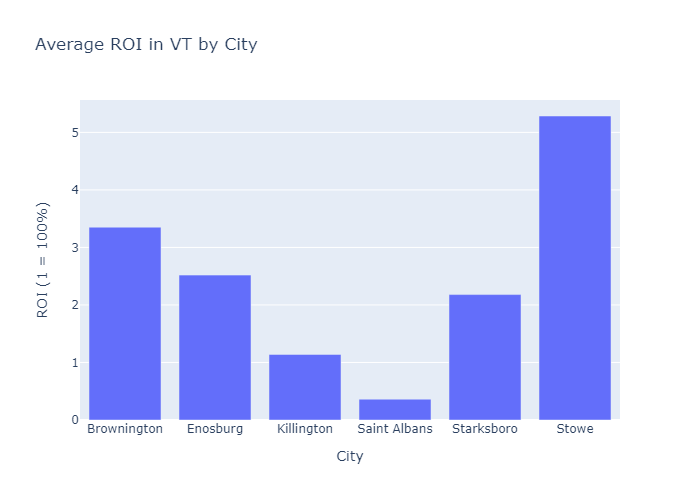 Average ROI in VT by City
ROI (1 = 100%)
5
4
3
2
1
0
Brownington Enosburg Killington Saint Albans Starksboro Stowe
City